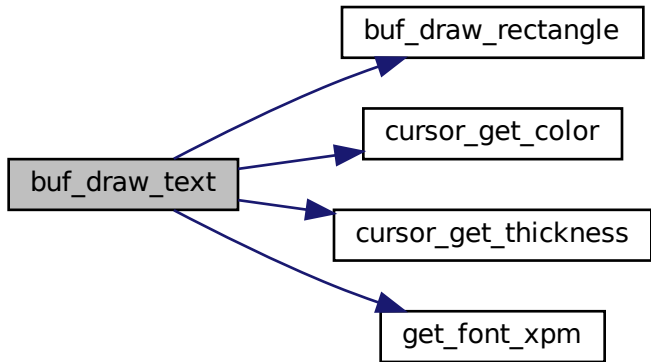 buf_draw_rectangle
cursor_get_color
buf_draw_text
cursor_get_thickness
get_font_xpm